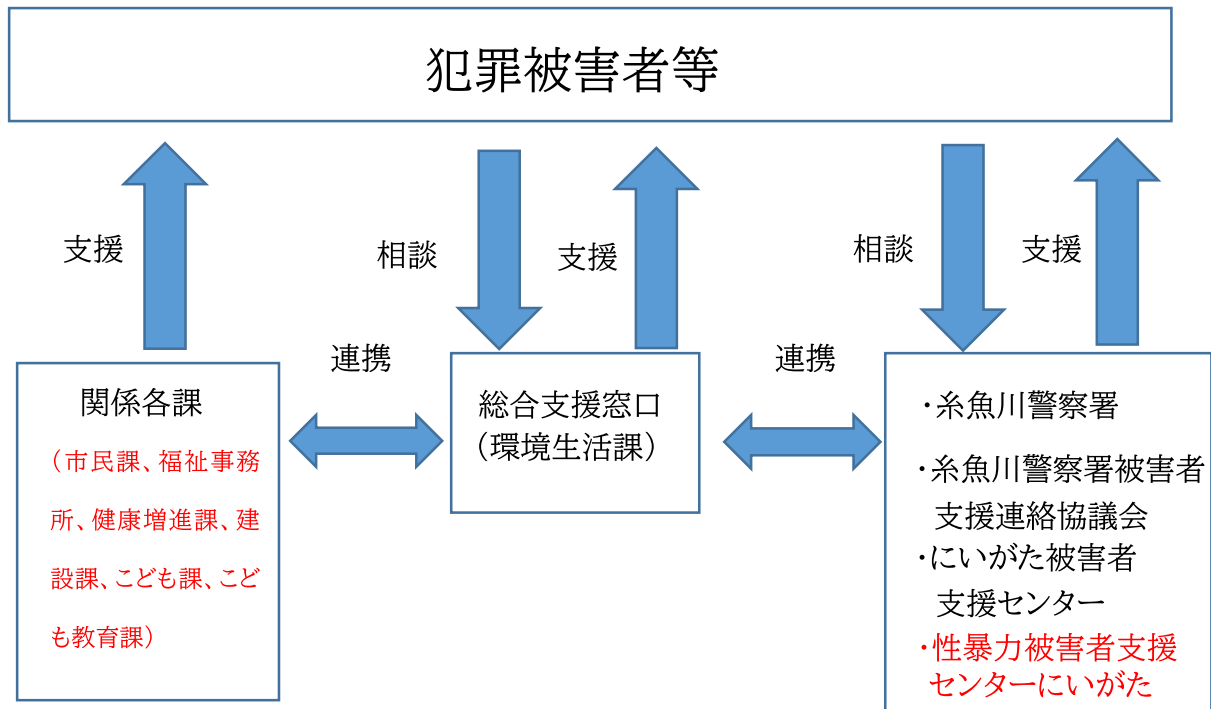 犯罪被害者等
支援
相談
支援
相談
支援
連携
連携
関係各課
（市民課、福祉事務
所、健康増進課、建
設課、こども課、こど
も教育課）
総合支援窓口
（環境生活課）
・糸魚川警察署
・糸魚川警察署被害者
支援連絡協議会
・にいがた被害者
支援センター
・性暴力被害者支援
センターにいがた